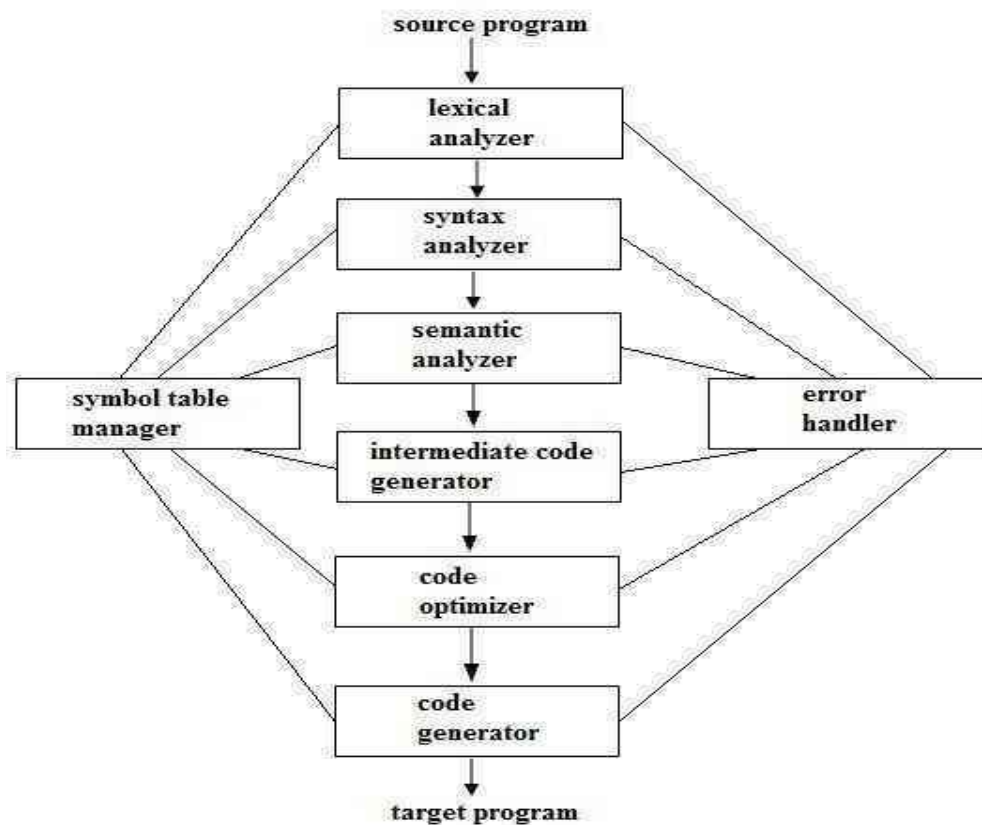 source program
lexical
analyzer
syntax
analyzer
semantic
analyzer
symbol table
manager
error
handler
intermediate code
generator
code
optimizer
code
generator
target program